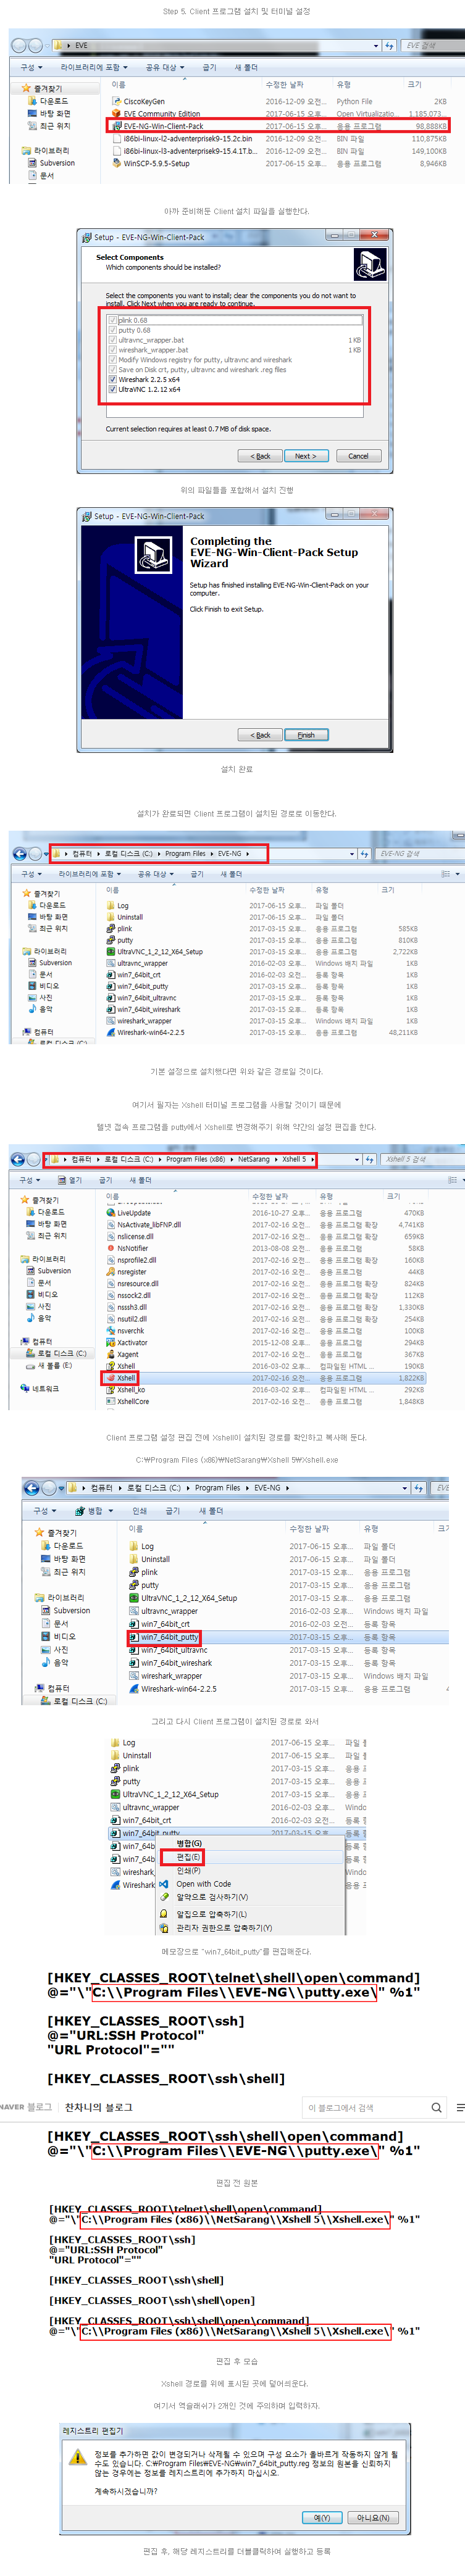 Step 5. Client 프로그램 설치 및 터미널 설정
EVE
EVE 검색
구성 라이브러리에 포함 공유 대상 굽기 새 폴더
이름 수정한 날짜 유형 크기
즐겨찾기
다운로드
바탕 화면
최근 위치
라이브러리
Subversion
문서
CiscoKeyGen 2016-12-09 오전... Python File 2KB
EVE Community Edition 2017-06-15 오후... Open Virtualizatio... 1,185,073...
EVE-NG-Win-Client-Pack 2017-06-15 오후... 응용 프로그램 98,888KB
i86bi-linux-l2-adventerprisek9-15.2c.bin 2016-12-09 오전... BIN 파일 110,875KB
i86bi-linux-l3-adventerprisek9-15.4.1T.b... 2016-12-09 오전... BIN 파일 149,100KB
WinSCP-5.9.5-Setup 2017-06-15 오후... 응용 프로그램 8,946KB
아까 준비해둔 Client 설치 파일을 실행한다.
Setup - EVE-NG-Win-Client-Pack
Select Components
Which components should be installed?
Select the components you want to install; clear the components you do not want to
install. Click Next when you are ready to continue.
plink 0.68
putty 0.68
ultravnc_wrapper.bat 1 KB
wireshark_wrapper.bat 1 KB
Modify Windows registry for putty, ultravnc and wireshark
Save on Disk crt, putty, ultravnc and wireshark .reg files
Wireshark 2.2.5 x64
UltraVNC 1.2.12 x64
Current selection requires at least 0.7 MB of disk space.
< Back Next > Cancel
위의 파일들을 포함해서 설치 진행
Setup - EVE-NG-Win-Client-Pack
Completing the
EVE-NG-Win-Client-Pack Setup
Wizard
Setup has finished installing EVE-NG-Win-Client-Pack on your
computer.
Click Finish to exit Setup.
< Back Finish
설치 완료
설치가 완료되면 Client 프로그램이 설치된 경로로 이동한다.
컴퓨터 로컬 디스크 (C:) Program Files EVE-NG
EVE-NG 검색
구성 라이브러리에 포함 공유 대상 굽기 새 폴더
이름 수정한 날짜 유형 크기
즐겨찾기
다운로드
바탕 화면
최근 위치
라이브러리
Subversion
문서
비디오
사진
음악
컴퓨터
로컬 디스크 (C:)
Log 2017-06-15 오후... 파일 폴더
Uninstall 2017-06-15 오후... 파일 폴더
plink 2017-03-15 오후... 응용 프로그램 585KB
putty 2017-03-15 오후... 응용 프로그램 810KB
UltraVNC_1_2_12_X64_Setup 2017-03-15 오후... 응용 프로그램 2,722KB
ultravnc_wrapper 2016-02-03 오후... Windows 배치 파일 1KB
win7_64bit_crt 2016-02-03 오전... 등록 항목 1KB
win7_64bit_putty 2017-03-15 오후... 등록 항목 1KB
win7_64bit_ultravnc 2017-03-15 오후... 등록 항목 1KB
win7_64bit_wireshark 2017-03-15 오후... 등록 항목 1KB
wireshark_wrapper 2017-03-15 오후... Windows 배치 파일 1KB
Wireshark-win64-2.2.5 2017-03-15 오후... 응용 프로그램 48,211KB
기본 설정으로 설치했다면 위와 같은 경로일 것이다.
여기서 필자는 Xshell 터미널 프로그램을 사용할 것이기 때문에
텔넷 접속 프로그램을 putty에서 Xshell로 변경해주기 위해 약간의 설정 편집을 한다.
컴퓨터 로컬 디스크 (C:) Program Files (x86) NetSarang Xshell 5
Xshell 5 검색
구성 열기 굽기 새 폴더
이름 수정한 날짜 유형 크기
즐겨찾기
다운로드
바탕 화면
최근 위치
라이브러리
Subversion
문서
비디오
사진
음악
컴퓨터
로컬 디스크 (C:)
새 볼륨 (E:)
네트워크
LiveUpdate 2016-10-27 오전... 응용 프로그램 470KB
NsActivate_libFNP.dll 2017-02-16 오전... 응용 프로그램 확장 4,741KB
nslicense.dll 2017-02-16 오전... 응용 프로그램 확장 659KB
NsNotifier 2013-08-08 오전... 응용 프로그램 58KB
nsprofile2.dll 2017-02-16 오전... 응용 프로그램 확장 160KB
nsregister 2017-02-16 오전... 응용 프로그램 44KB
nsresource.dll 2017-02-16 오전... 응용 프로그램 확장 824KB
nssock2.dll 2017-02-16 오전... 응용 프로그램 확장 112KB
nsssh3.dll 2017-02-16 오전... 응용 프로그램 확장 1,330KB
nsutil2.dll 2017-02-16 오전... 응용 프로그램 확장 254KB
nsverchk 2017-02-16 오전... 응용 프로그램 100KB
Xactivator 2015-12-08 오전... 응용 프로그램 294KB
Xagent 2017-02-16 오전... 응용 프로그램 367KB
Xshell 2016-03-02 오전... 컴파일된 HTML ... 190KB
Xshell 2017-02-16 오전... 응용 프로그램 1,822KB
Xshell_ko 2016-03-02 오전... 컴파일된 HTML ... 242KB
XshellCore 2017-02-16 오전... 응용 프로그램 1,848KB
Client 프로그램 설정 편집 전에 Xshell이 설치된 경로를 확인하고 복사해 둔다.
C:₩Program Files (x86)₩NetSarang₩Xshell 5₩Xshell.exe
컴퓨터 로컬 디스크 (C:) Program Files EVE-NG
구성 병합 인쇄 굽기 새 폴더
이름 수정한 날짜 유형
즐겨찾기
다운로드
바탕 화면
최근 위치
라이브러리
Subversion
문서
비디오
사진
음악
컴퓨터
로컬 디스크 (C:)
Log 2017-06-15 오후... 파일 폴더
Uninstall 2017-06-15 오후... 파일 폴더
plink 2017-03-15 오후... 응용 프로그램
putty 2017-03-15 오후... 응용 프로그램
UltraVNC_1_2_12_X64_Setup 2017-03-15 오후... 응용 프로그램
ultravnc_wrapper 2016-02-03 오후... Windows 배치 파일
win7_64bit_crt 2016-02-03 오전... 등록 항목
win7_64bit_putty 2017-03-15 오후... 등록 항목
win7_64bit_ultravnc 2017-03-15 오후... 등록 항목
win7_64bit_wireshark 2017-03-15 오후... 등록 항목
wireshark_wrapper 2017-03-15 오후... Windows 배치 파일
Wireshark-win64-2.2.5 2017-03-15 오후... 응용 프로그램
그리고 다시 Client 프로그램이 설치된 경로로 와서
Log 2017-06-15 오후... 파일 폴
Uninstall 2017-06-15 오후... 파일 폴
plink 2017-03-15 오후... 응용 프
putty 2017-03-15 오후... 응용 프
UltraVNC_1_2_12_X64_Setup 2017-03-15 오후... 응용 프
ultravnc_wrapper 2016-02-03 오후... Windo
win7_64bit_crt 2016-02-03 오전... 등록 항
win7_64bit_putty 2017-03-15 오후... 등록 항
병합(G)
편집(E)
인쇄(P)
Open with Code
알약으로 검사하기(V)
알집으로 압축하기(L)
관리자 권한으로 압축하기(Y)
메모장으로 "win7_64bit_putty"를 편집해준다.
[HKEY_CLASSES_ROOT\telnet\shell\open\command]
@="\"C:\\Program Files\\EVE-NG\\putty.exe\" %1"
[HKEY_CLASSES_ROOT\ssh]
@="URL:SSH Protocol"
"URL Protocol"=""
[HKEY_CLASSES_ROOT\ssh\shell]
NAVER 블로그 찬차니의 블로그 이 블로그에서 검색
[HKEY_CLASSES_ROOT\ssh\shell\open\command]
@="\"C:\\Program Files\\EVE-NG\\putty.exe\" %1"
편집 전 원본
[HKEY_CLASSES_ROOT\telnet\shell\open\command]
@="\"C:\\Program Files (x86)\\NetSarang\\Xshell 5\\Xshell.exe\" %1"
[HKEY_CLASSES_ROOT\ssh]
@="URL:SSH Protocol"
"URL Protocol"=""
[HKEY_CLASSES_ROOT\ssh\shell]
[HKEY_CLASSES_ROOT\ssh\shell\open]
[HKEY_CLASSES_ROOT\ssh\shell\open\command]
@="\"C:\\Program Files (x86)\\NetSarang\\Xshell 5\\Xshell.exe\" %1"
편집 후 모습
Xshell 경로를 위에 표시된 곳에 덮어씌운다.
여기서 역슬래쉬가 2개인 것에 주의하며 입력하자.
레지스트리 편집기
정보를 추가하면 값이 변경되거나 삭제될 수 있으며 구성 요소가 올바르게 작동하지 않게 될
수도 있습니다. C:₩Program Files₩EVE-NG₩win7_64bit_putty.reg 정보의 원본을 신뢰하지
않는 경우에는 정보를 레지스트리에 추가하지 마십시오.
계속하시겠습니까?
예(Y) 아니요(N)
편집 후, 해당 레지스트리를 더블클릭하여 실행하고 등록